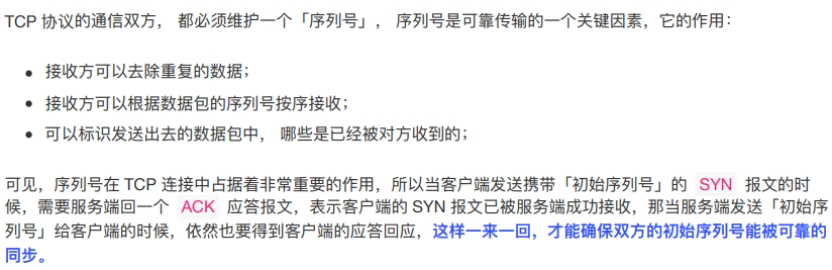 TCP 协议的通信双方， 都必须维护一个「序列号」， 序列号是可靠传输的一个关键因素，它的作用：
• 接收方可以去除重复的数据；
• 接收方可以根据数据包的序列号按序接收；
• 可以标识发送出去的数据包中， 哪些是已经被对方收到的；
可见，序列号在 TCP 连接中占据着非常重要的作用，所以当客户端发送携带「初始序列号」的 SYN 报文的时
候，需要服务端回一个 ACK 应答报文，表示客户端的 SYN 报文已被服务端成功接收，那当服务端发送「初始序
列号」给客户端的时候，依然也要得到客户端的应答回应，这样一来一回，才能确保双方的初始序列号能被可靠的
同步。